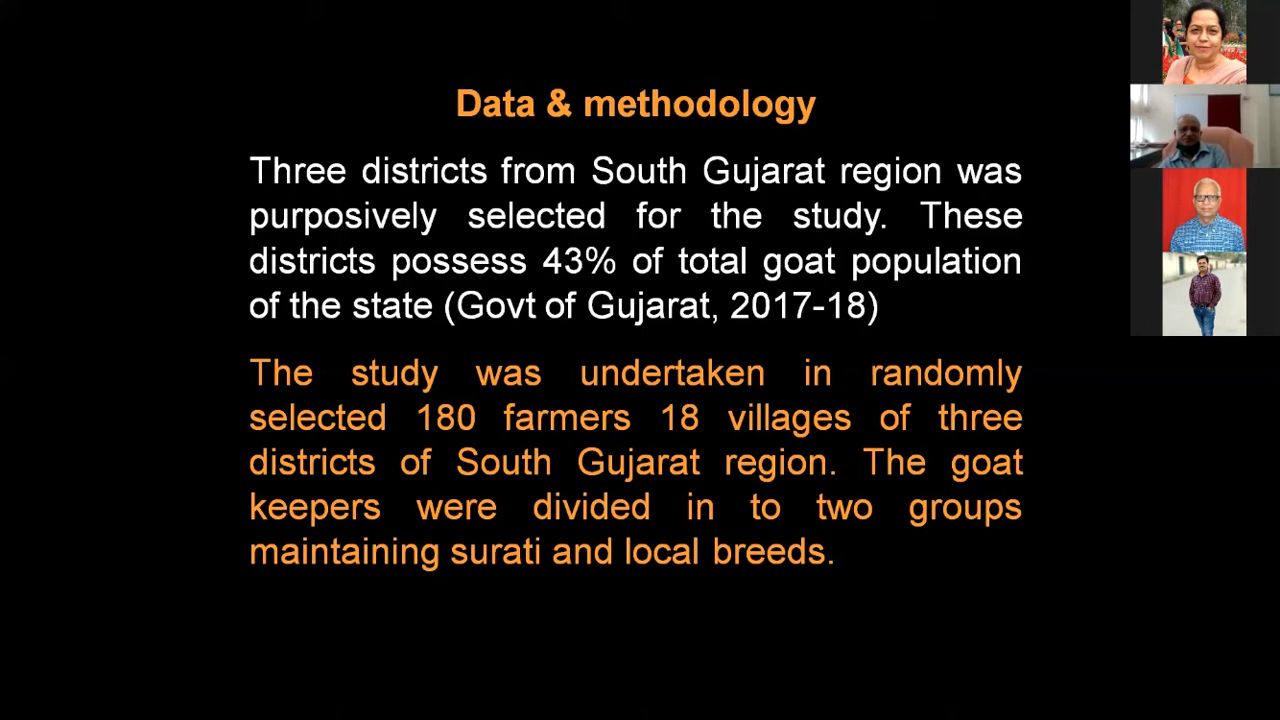 Data & methodology
Three districts from South Gujarat region was
purposively selected for the study. These
districts possess 43% of total goat population
of the state (Govt of Gujarat, 2017-18)
The study was undertaken in randomly
selected 180 farmers 18 villages of three
districts of South Gujarat region. The goat
keepers were divided in to two groups
maintaining surati and local breeds.